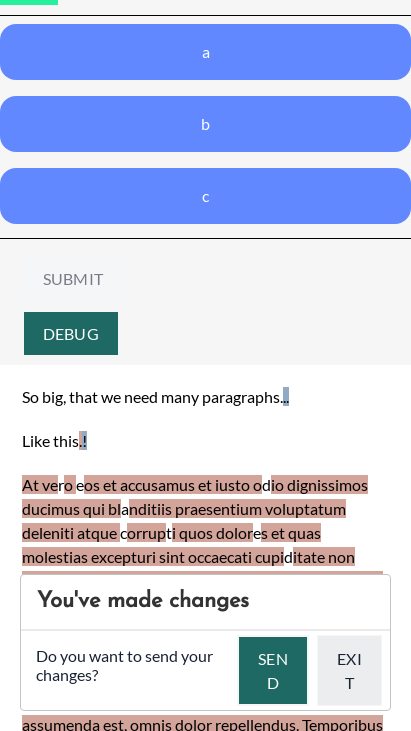 a
b
c
SUBMIT
DEBUG
So big, that we need many paragraphs...
Like this.!
At vero eos et accusamus et iusto odio dignissimos
ducimus qui blanditiis praesentium voluptatum
deleniti atque corrupti quos dolores et quas
molestias excepturi sint occaecati cupiditate non
You've made changes
Do you want to send your
changes?
SEN
D
EXI
T
assumenda est, omnis dolor repellendus. Temporibus